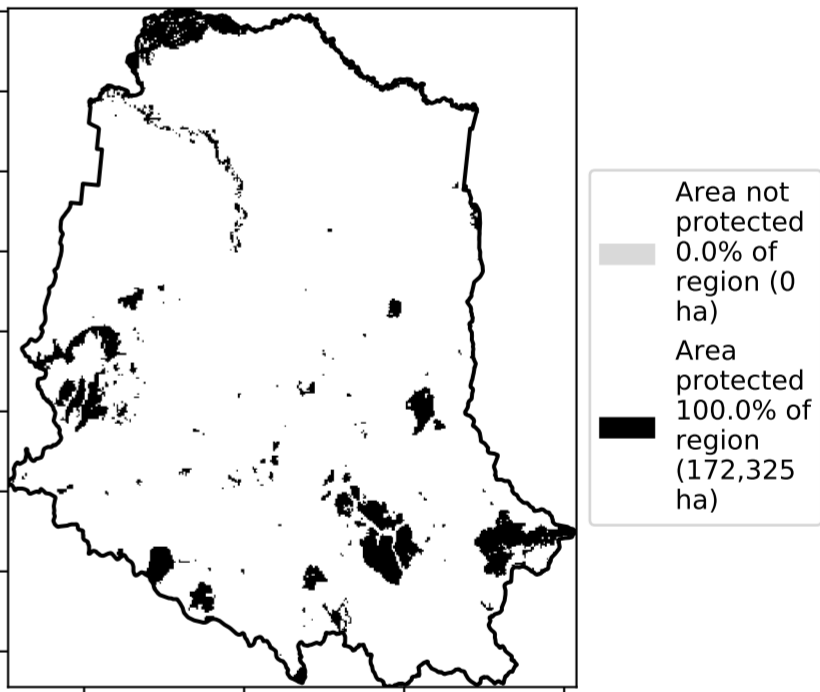 Area not
protected
0.0% of
region (0
ha)
Area
protected
100.0% of
region
(172,325
ha)